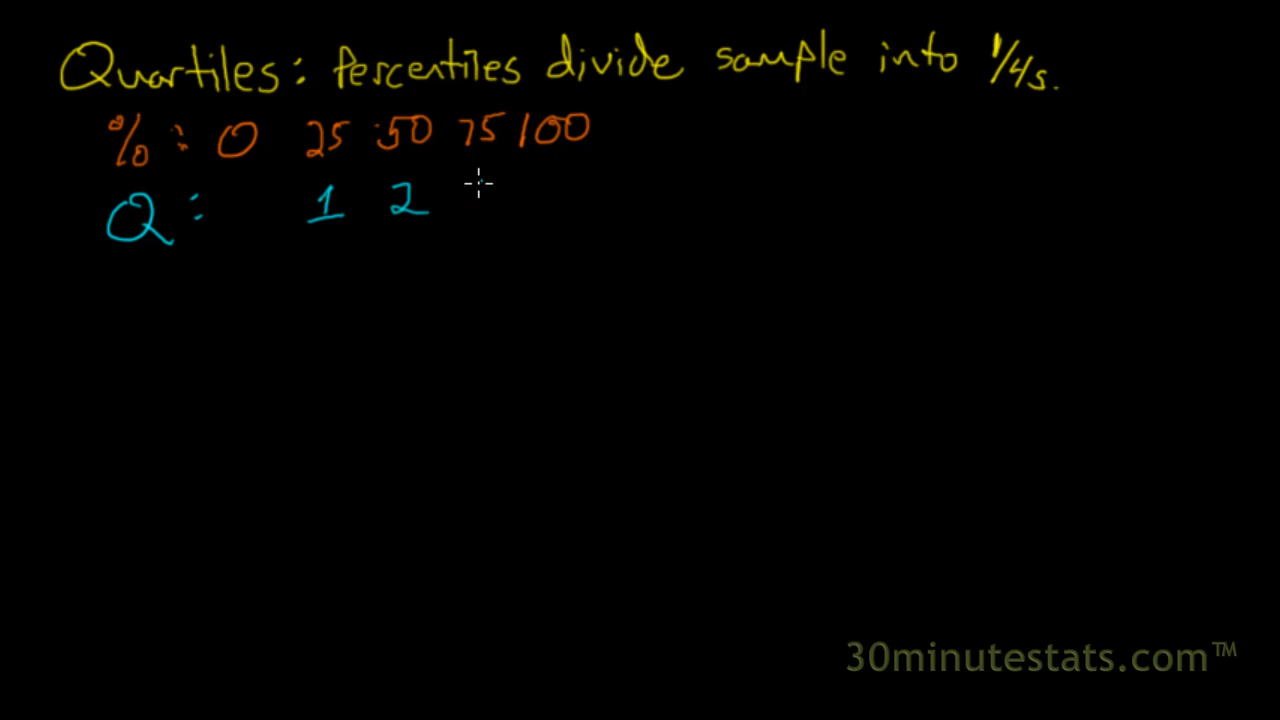 Quartiles: Percentiles divide sample into 1/4s.
%: 0 25 50 75 100
Q: 1 2
30minutestats.com™